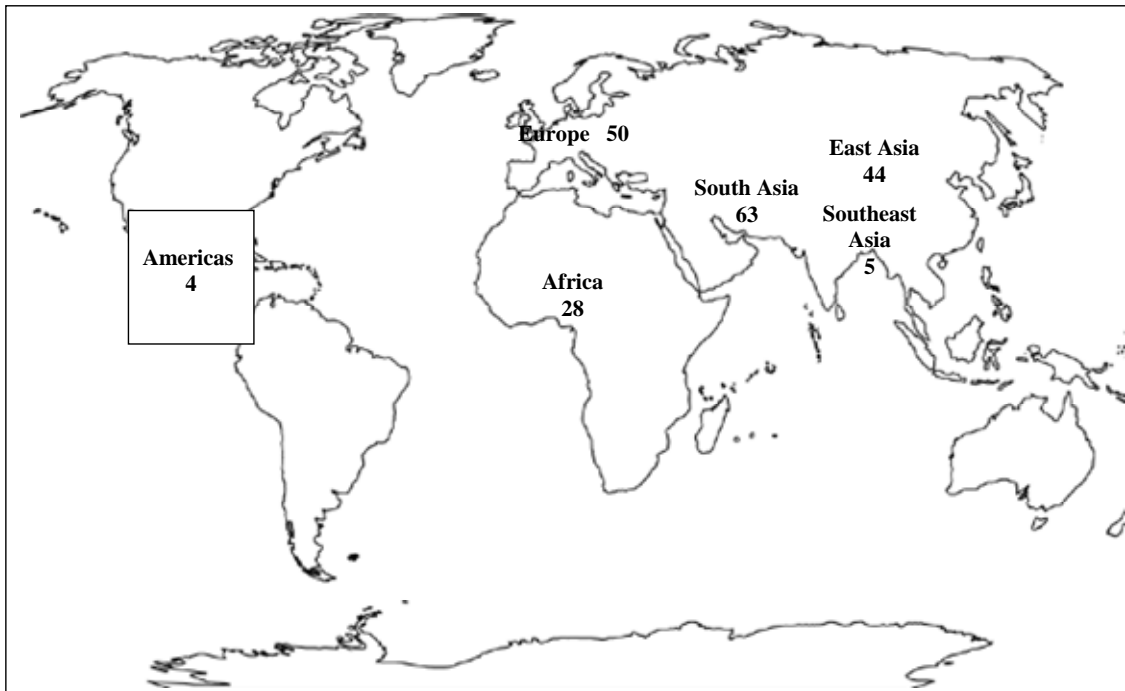 Europe 50
East Asia
44
South Asia
63
Southeast
Asia
5
Americas
4
Africa
28